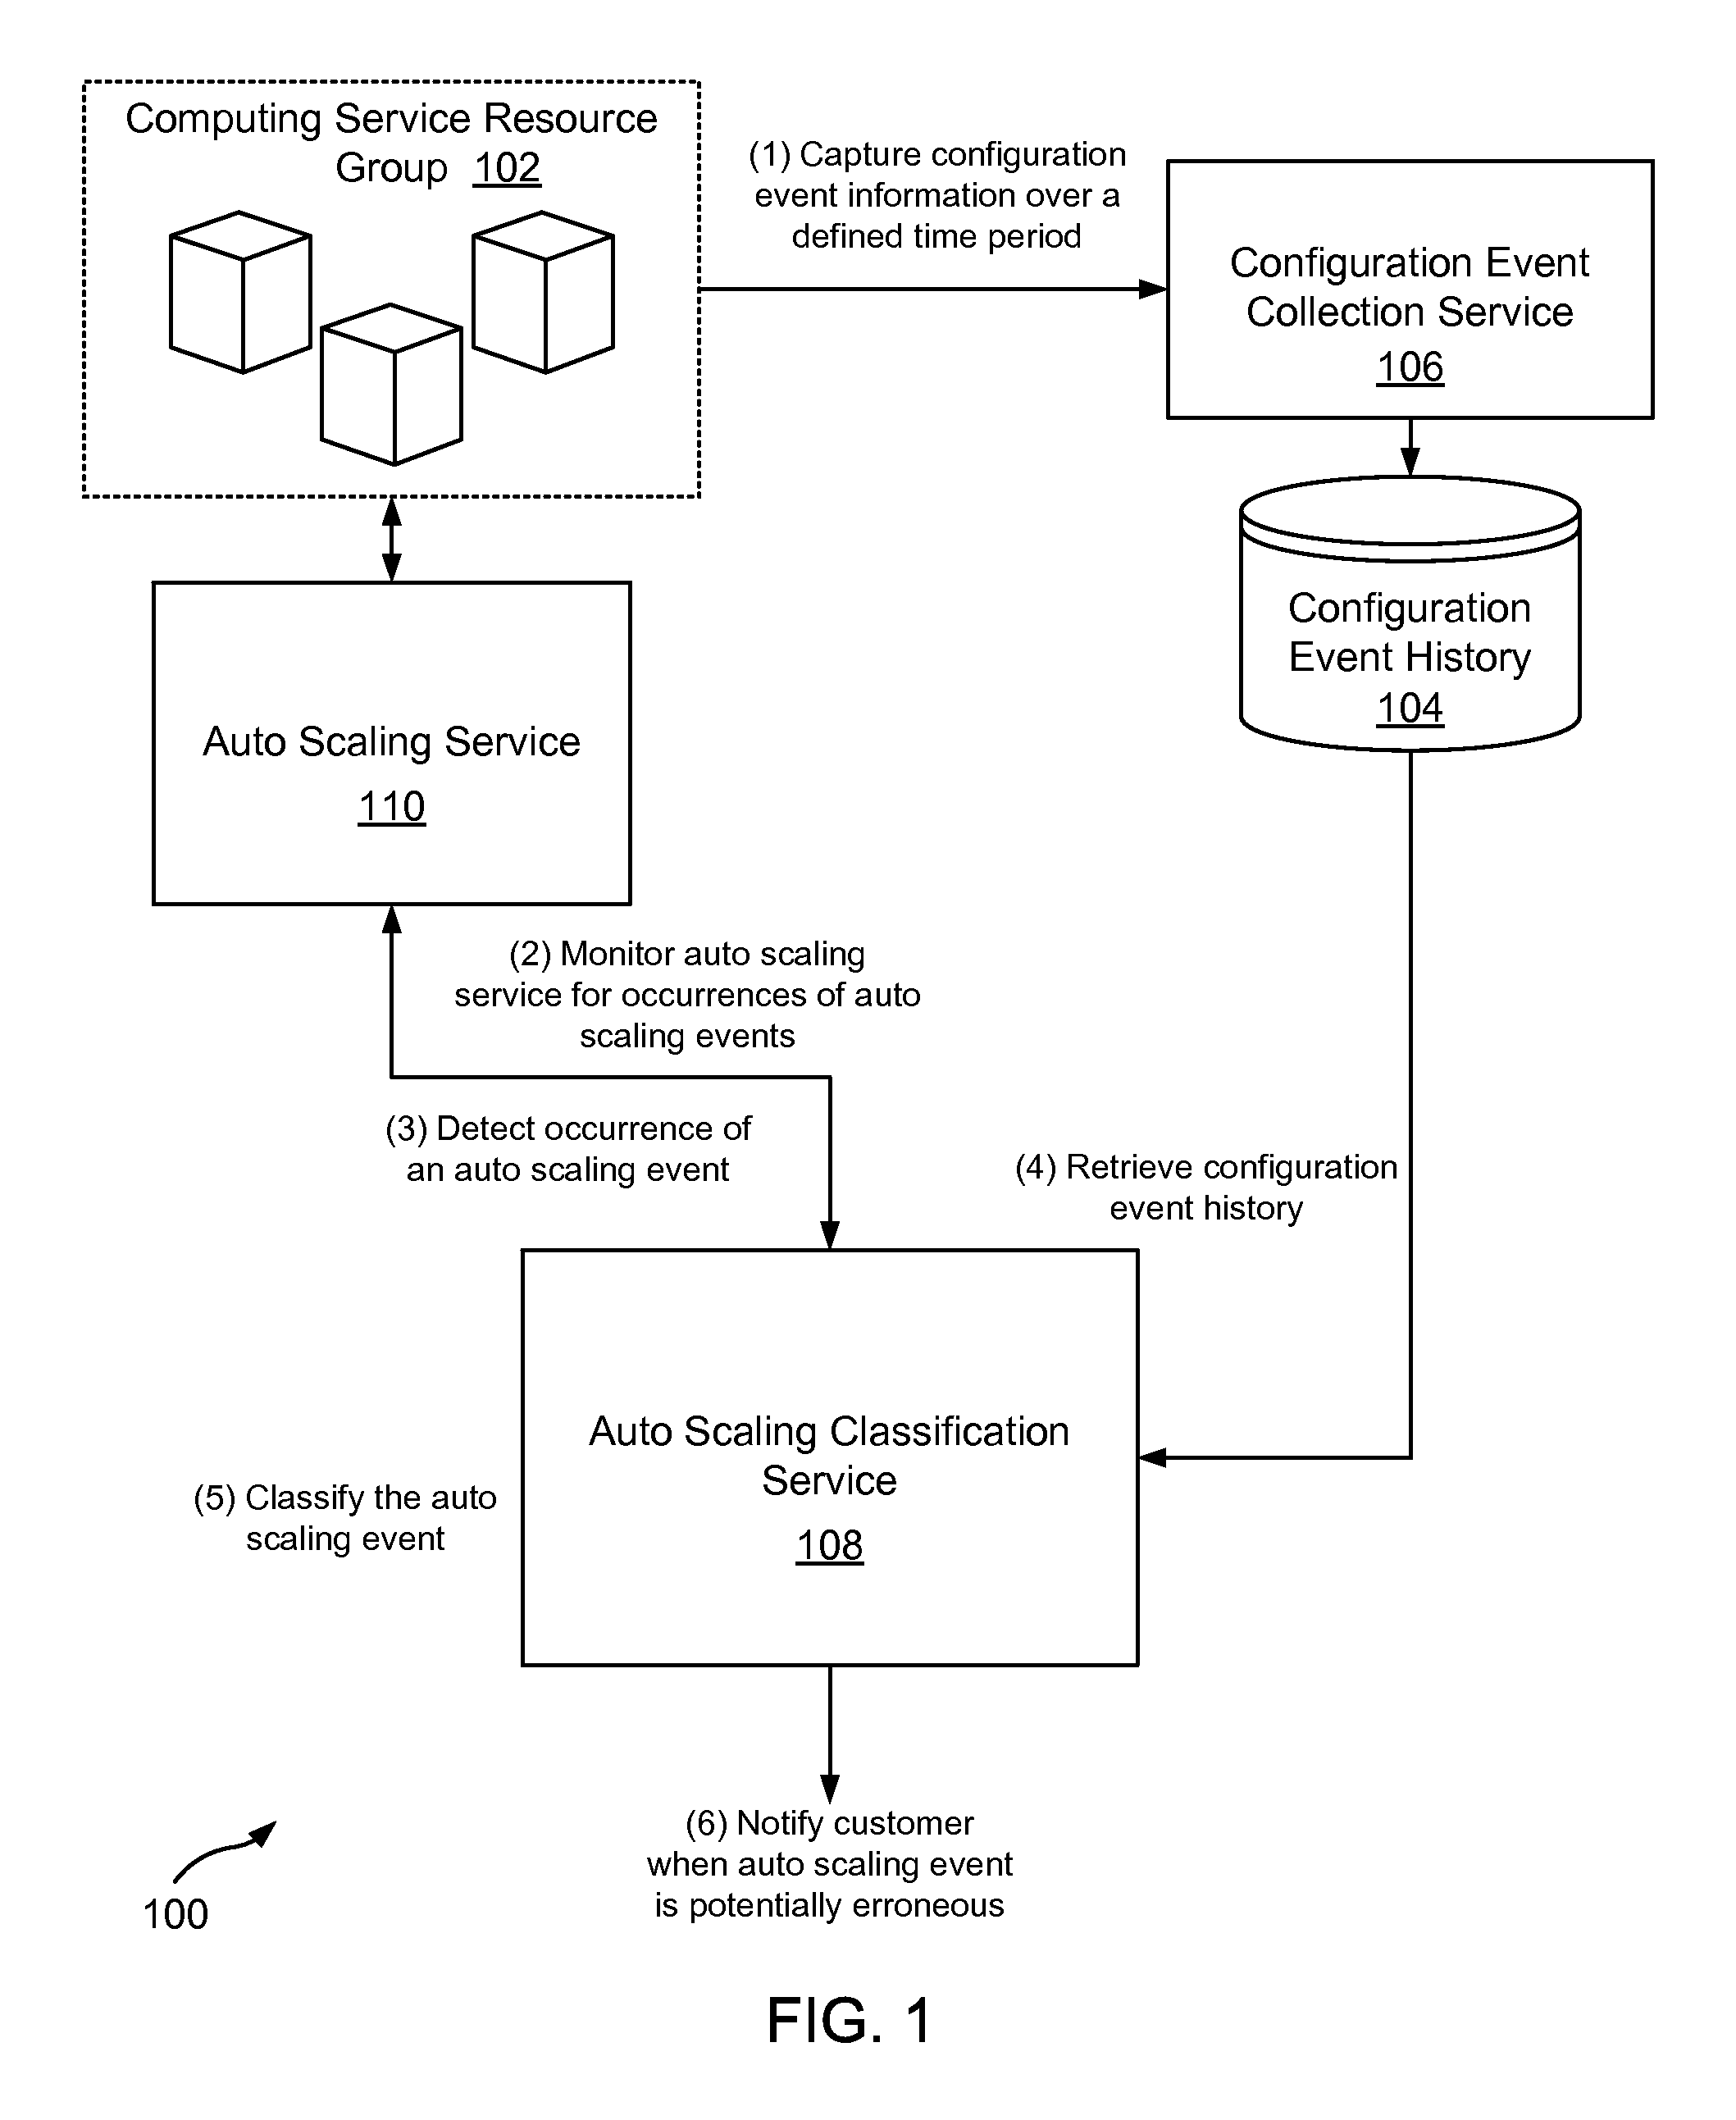 Computing Service Resource
Group 102
(1) Capture configuration
event information over a
defined time period
Configuration Event
Collection Service
106
Configuration
Event History
104
Auto Scaling Service
110
(2) Monitor auto scaling
service for occurrences of auto
scaling events
(3) Detect occurrence of
an auto scaling event
(4) Retrieve configuration
event history
Auto Scaling Classification
Service
108
(5) Classify the auto
scaling event
(6) Notify customer
when auto scaling event
is potentially erroneous
100
FIG. 1